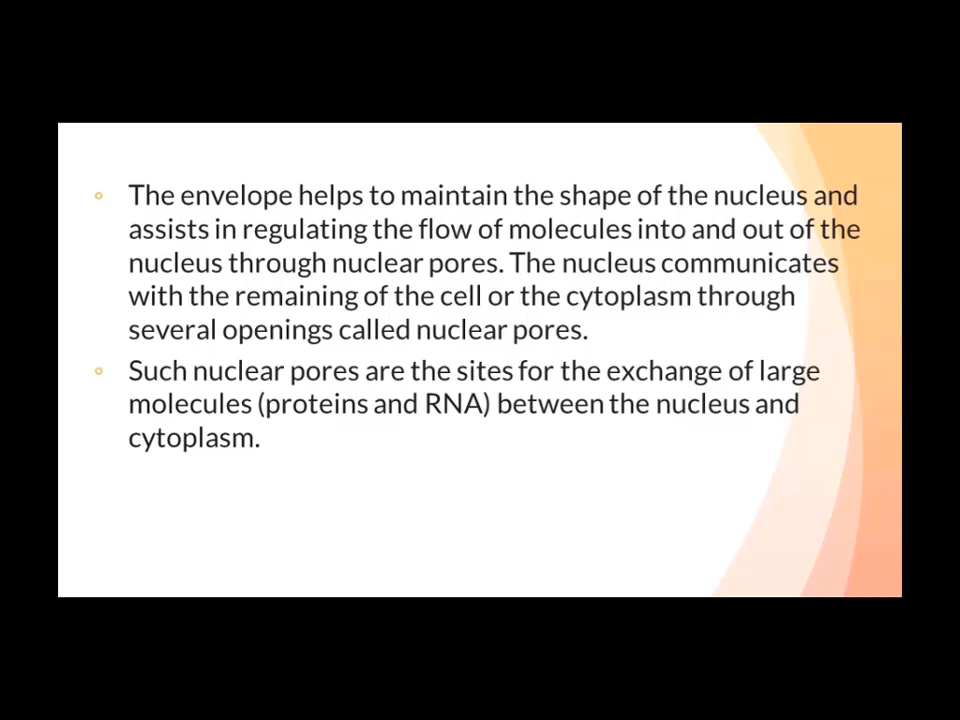 The envelope helps to maintain the shape of the nucleus and
assists in regulating the flow of molecules into and out of the
nucleus through nuclear pores. The nucleus communicates
with the remaining of the cell or the cytoplasm through
several openings called nuclear pores.
Such nuclear pores are the sites for the exchange of large
molecules (proteins and RNA) between the nucleus and
cytoplasm.